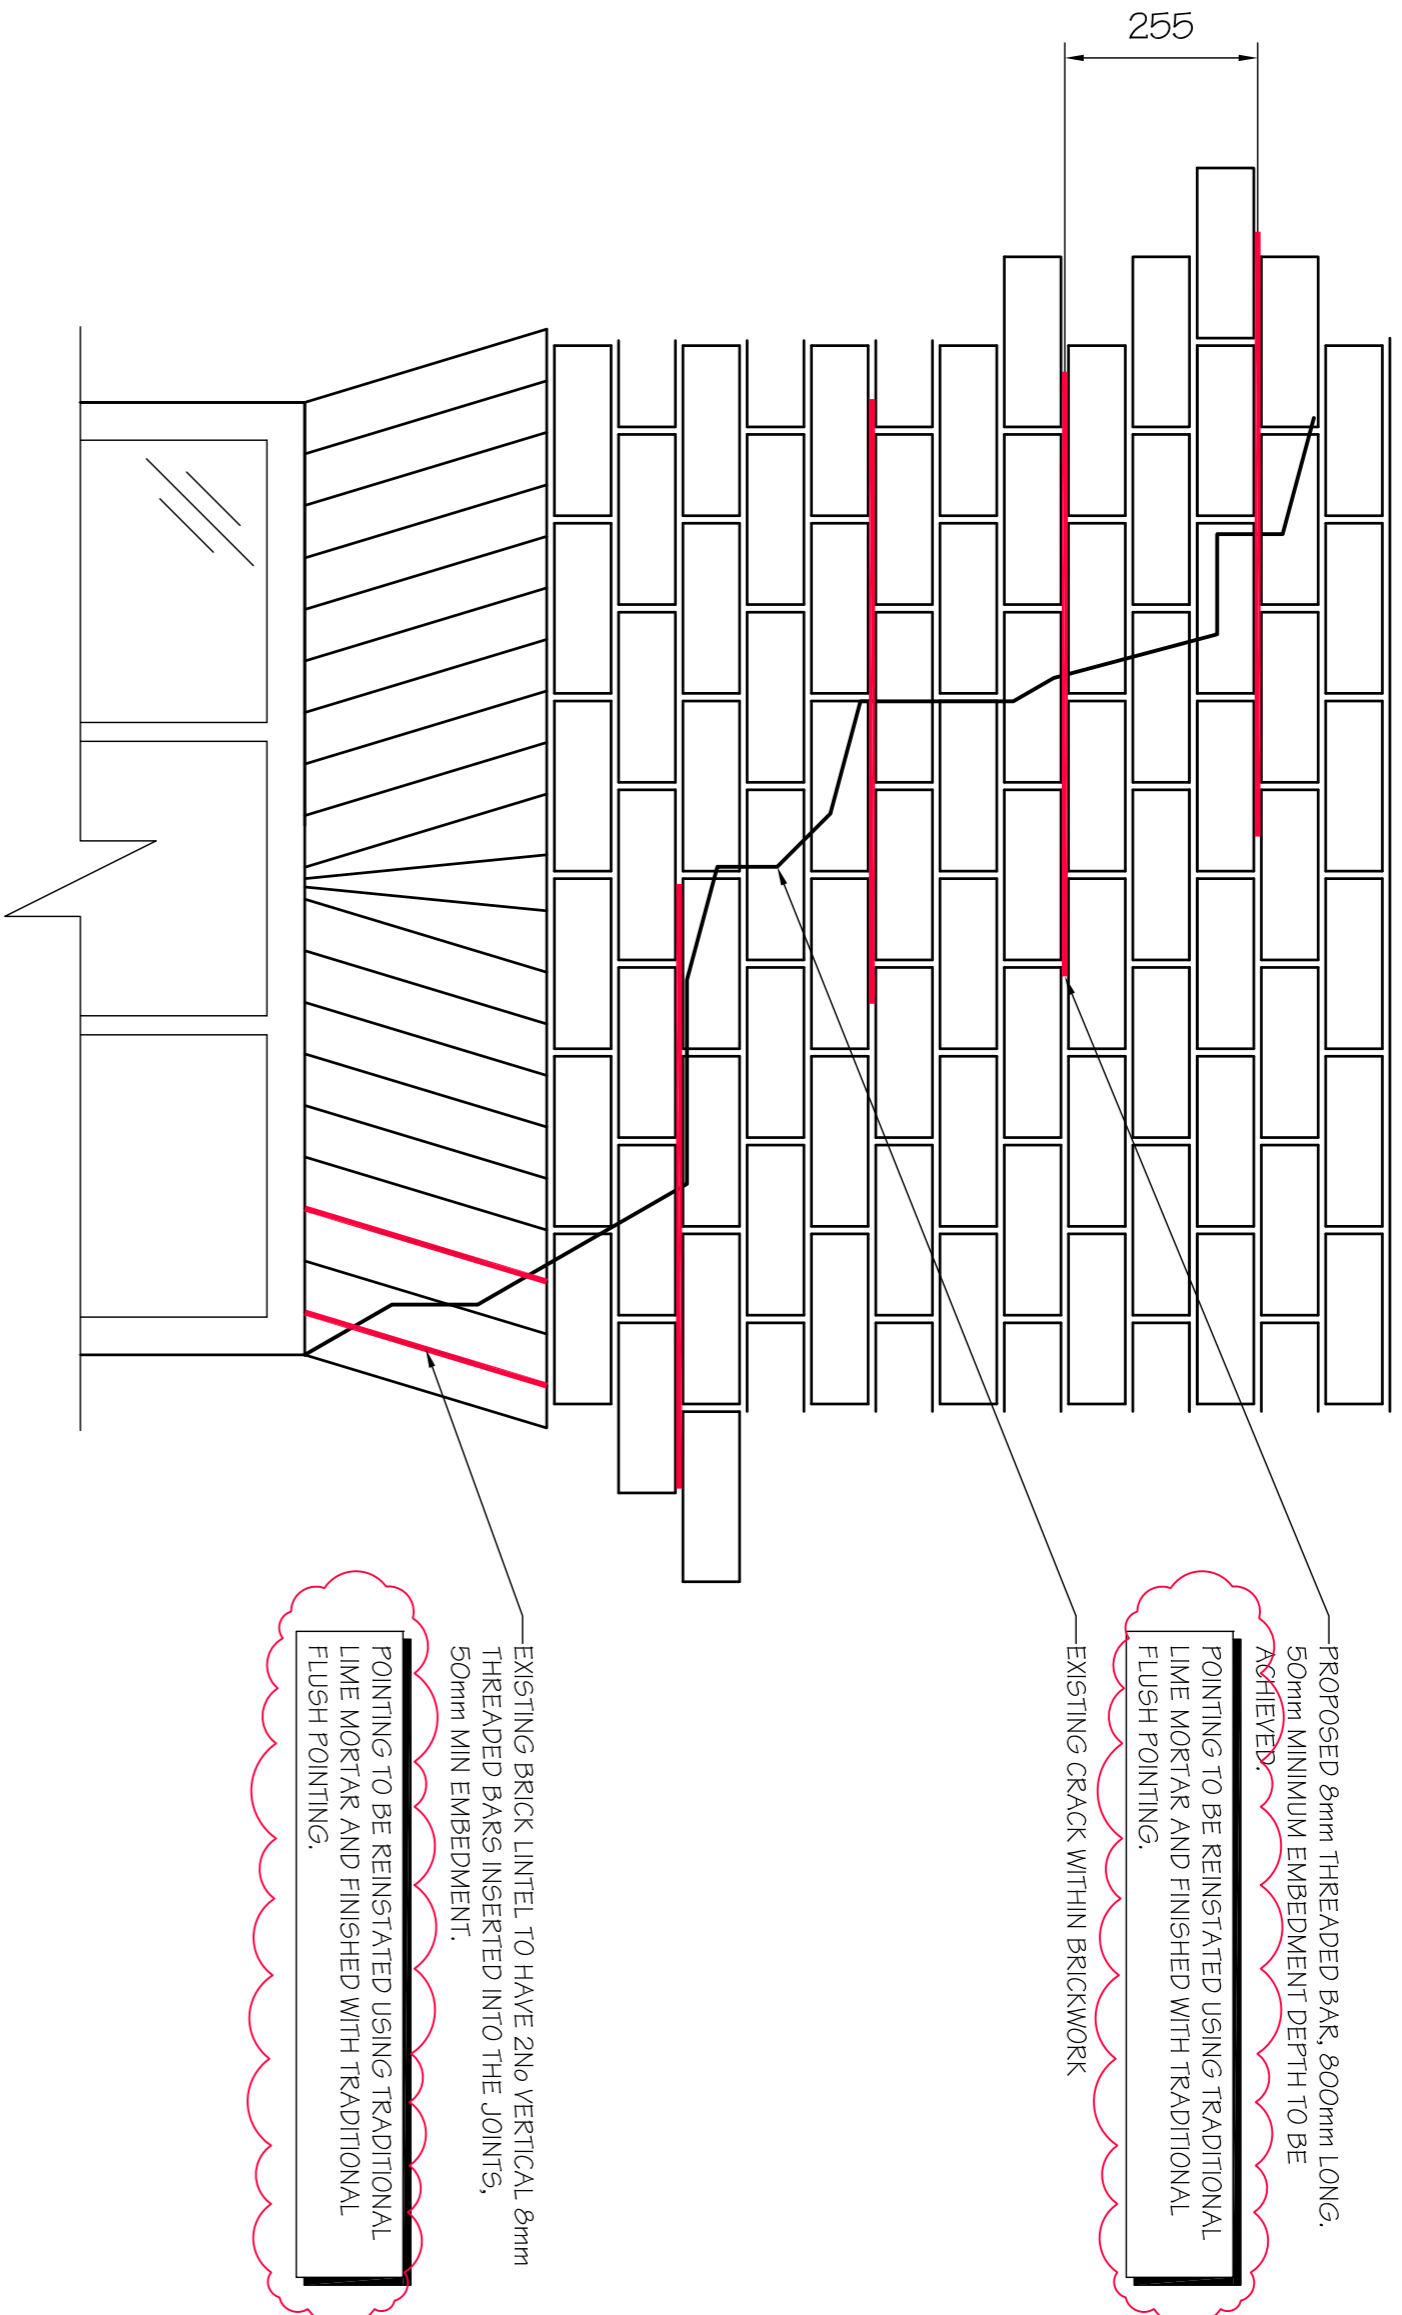 255
PROPOSED 8mm THREADED BAR, 800mm LONG.
50mm MINIMUM EMBEDMENT DEPTH TO BE
ACHIEVED.
POINTING TO BE REINSTATED USING TRADITIONAL
LIME MORTAR AND FINISHED WITH TRADITIONAL
FLUSH POINTING.
EXISTING CRACK WITHIN BRICKWORK
EXISTING BRICK LINTEL TO HAVE 2No VERTICAL 8mm
THREADED BARS INSERTED INTO THE JOINTS,
50mm MIN EMBEDMENT.
POINTING TO BE REINSTATED USING TRADITIONAL
LIME MORTAR AND FINISHED WITH TRADITIONAL
FLUSH POINTING.